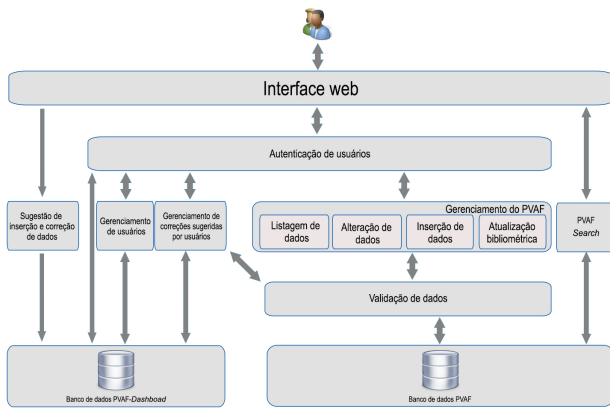 Interface web
Autenticação de usuários
Sugestão de
inserção e correção
de dados
Gerenciamento
de usuários
Gerenciamento de
correções sugeridas
por usuários
Gerenciamento do PVAF
Listagem de
dados
Alteração de
dados
Inserção de
dados
Atualização
bibliométrica
PVAF
Search
Validação de dados
Banco de dados PVAF-Dashboad
Banco de dados PVAF